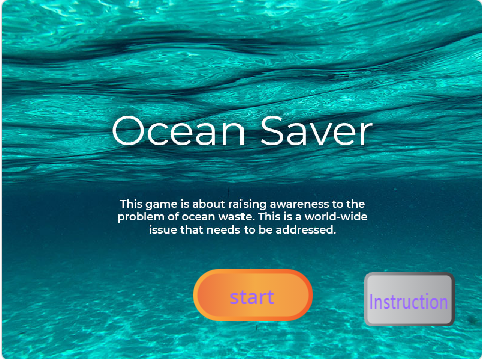 Ocean Saver
This game is about raising awareness to the
problem of ocean waste. This is a world-wide
issue that needs to be addressed.
start
Instruction